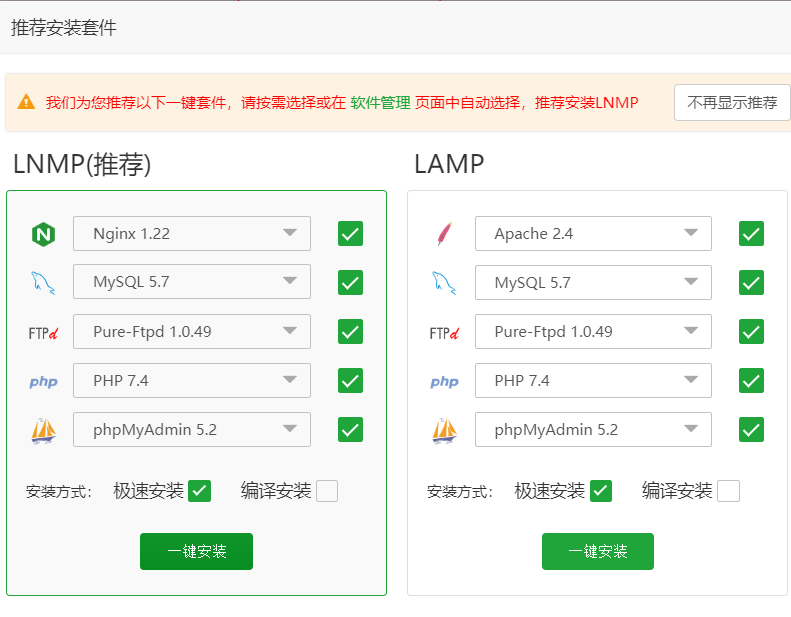 推荐安装套件
我们为您推荐以下一键套件，请按需选择或在 软件管理 页面中自动选择，推荐安装LNMP
不再显示推荐
LNMP(推荐)
Nginx 1.22
MySQL 5.7
FTPd
Pure-Ftpd 1.0.49
php
PHP 7.4
phpMyAdmin 5.2
安装方式： 极速安装 编译安装
一键安装
LAMP
Apache 2.4
MySQL 5.7
FTPd
Pure-Ftpd 1.0.49
php
PHP 7.4
phpMyAdmin 5.2
安装方式： 极速安装 编译安装
一键安装